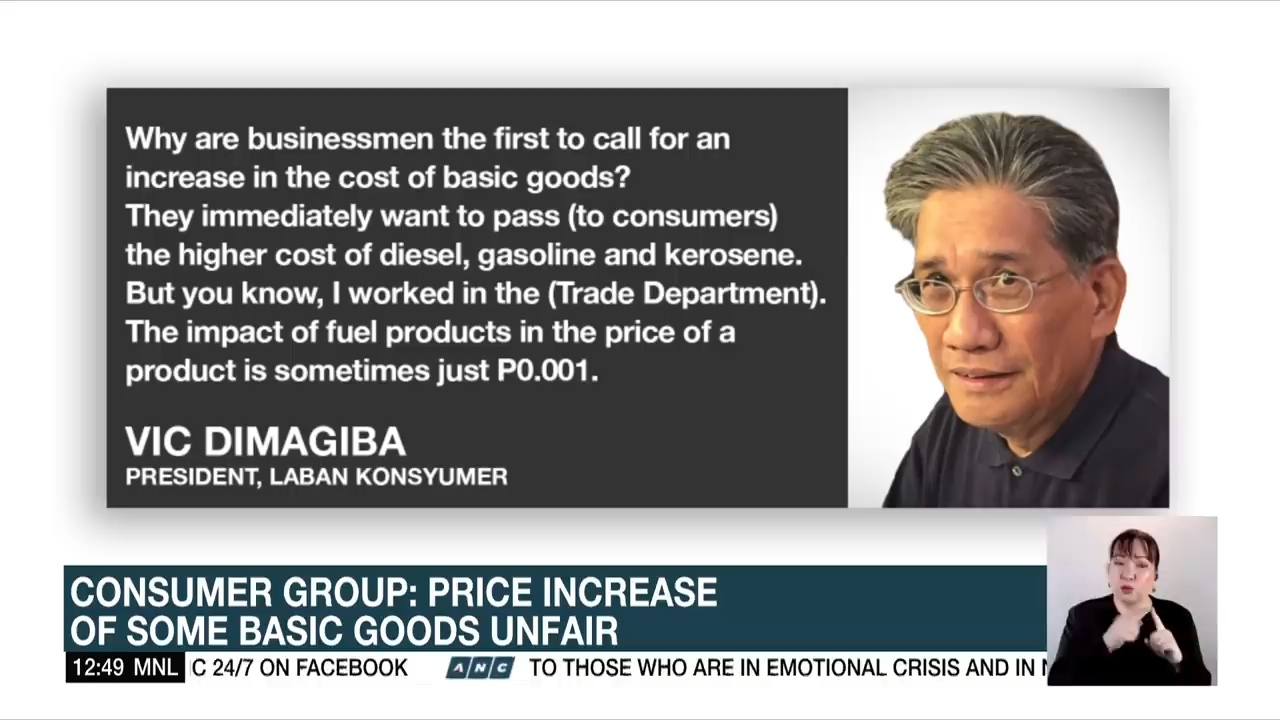 Why are businessmen the first to call for an
increase in the cost of basic goods?
They immediately want to pass (to consumers)
the higher cost of diesel, gasoline and kerosene.
But you know, I worked in the (Trade Department).
The impact of fuel products in the price of a
product is sometimes just P0.001.
VIC DIMAGIBA
PRESIDENT, LABAN KONSYUMER
CONSUMER GROUP: PRICE INCREASE
OF SOME BASIC GOODS UNFAIR
12:49 MNL C 24/7 ON FACEBOOK ANC TO THOSE WHO ARE IN EMOTIONAL CRISIS AND IN